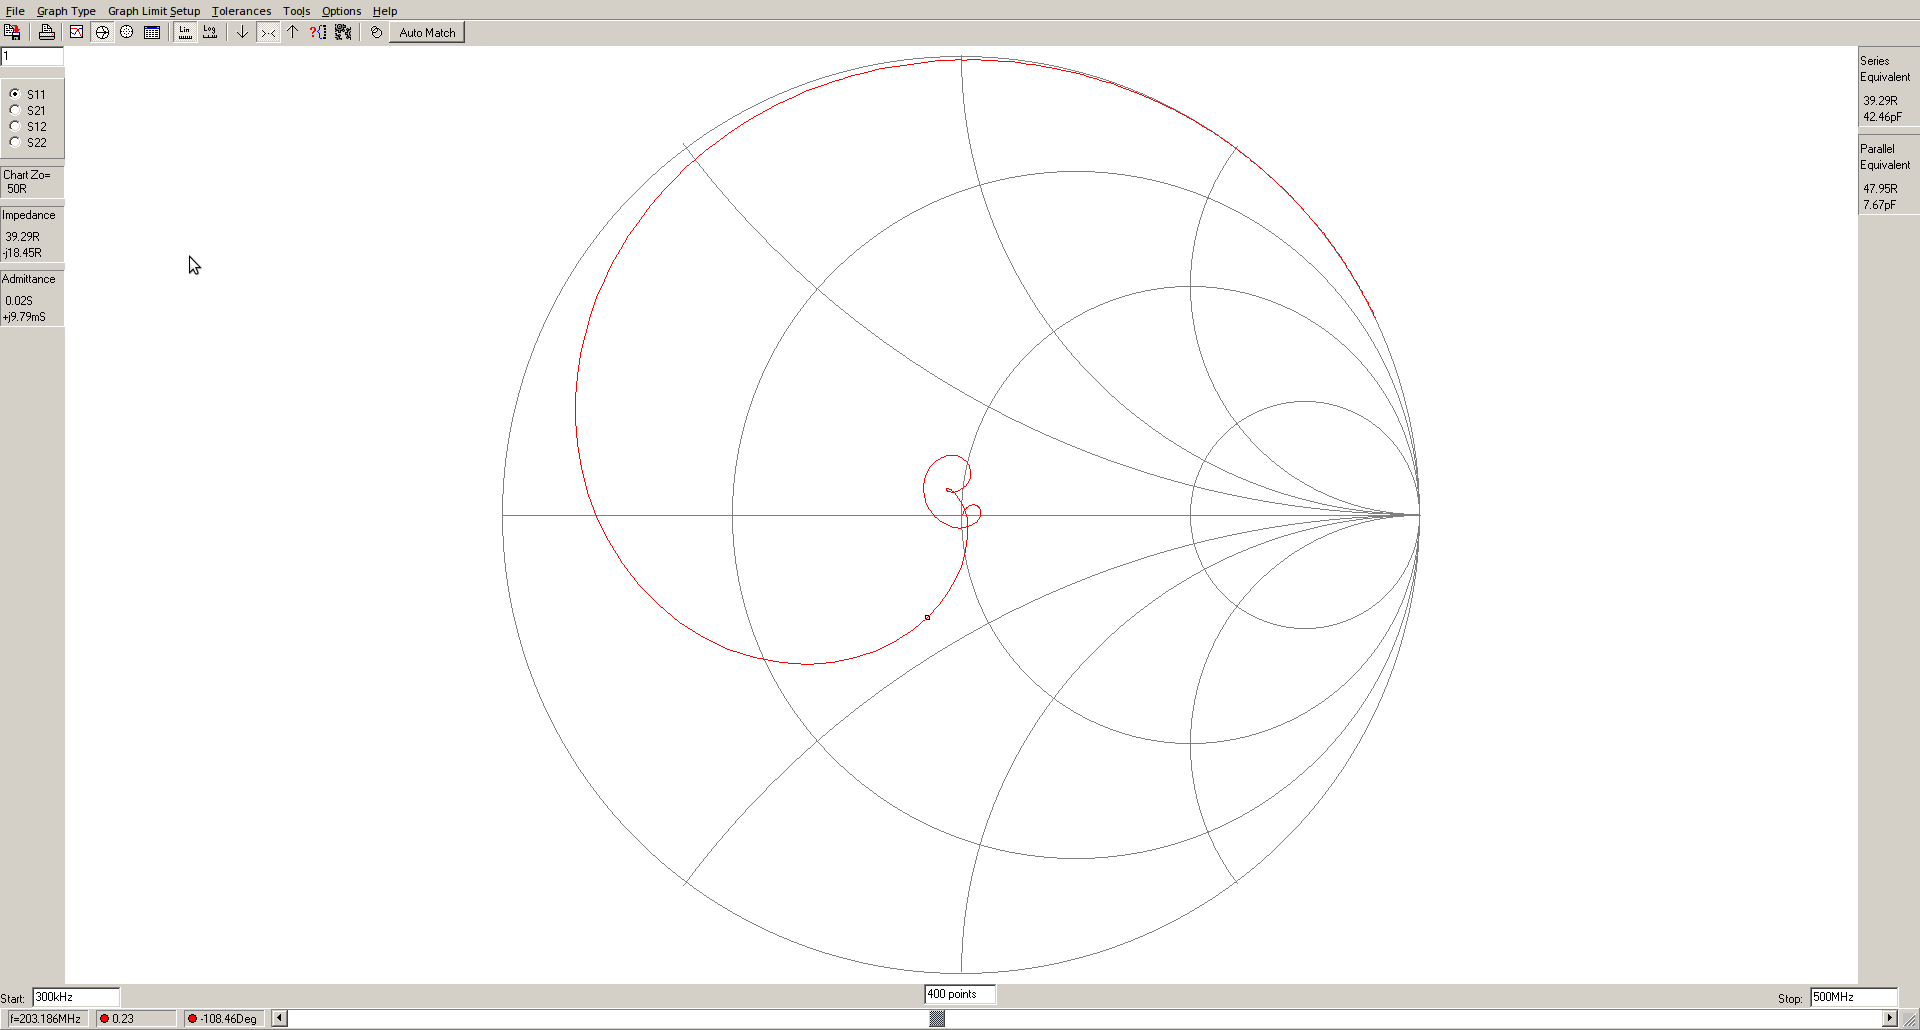 File Graph Type Graph Limit Setup Tolerances Tools Options Help
Lin Log Auto Match
1
S11
S21
S12
S22
Chart Zo=
50R
Impedance
39.29R
-j18.45R
Admittance
0.02S
+j9.79mS
Series
Equivalent
39.29R
42.46pF
Parallel
Equivalent
47.95R
7.67pF
Start: 300kHz
400 points
Stop: 500MHz
f=203.186MHz 0.23 -108.46Deg